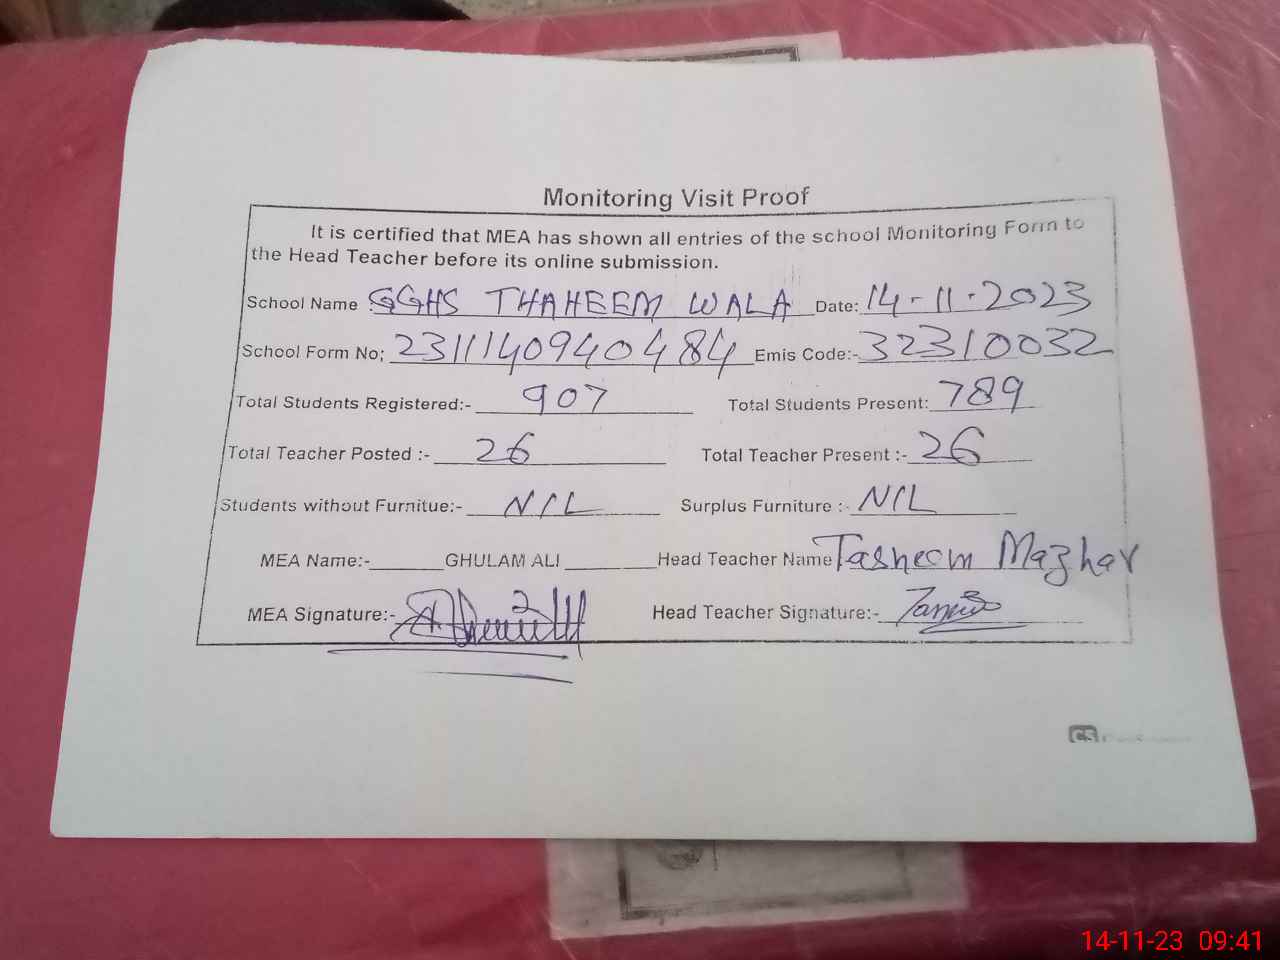 Monitoring Visit Proof
It is certified that MEA has shown all entries of the school Monitoring Form to
the Head Teacher before its online submission.
School Name GGHS THAHEEM WALA Date: 14-11-2023
School Form No; 2311140940484 Emis Code:- 32310032
Total Students Registered:- 907 Total Students Present: 789
Total Teacher Posted :- 26 Total Teacher Present :- 26
Students without Furnitue:- NIL Surplus Furniture :- NIL
MEA Name:- GHULAM ALI Head Teacher Name Tasneem Mazhar
MEA Signature:- Head Teacher Signature:-
CS
14-11-23 09:41